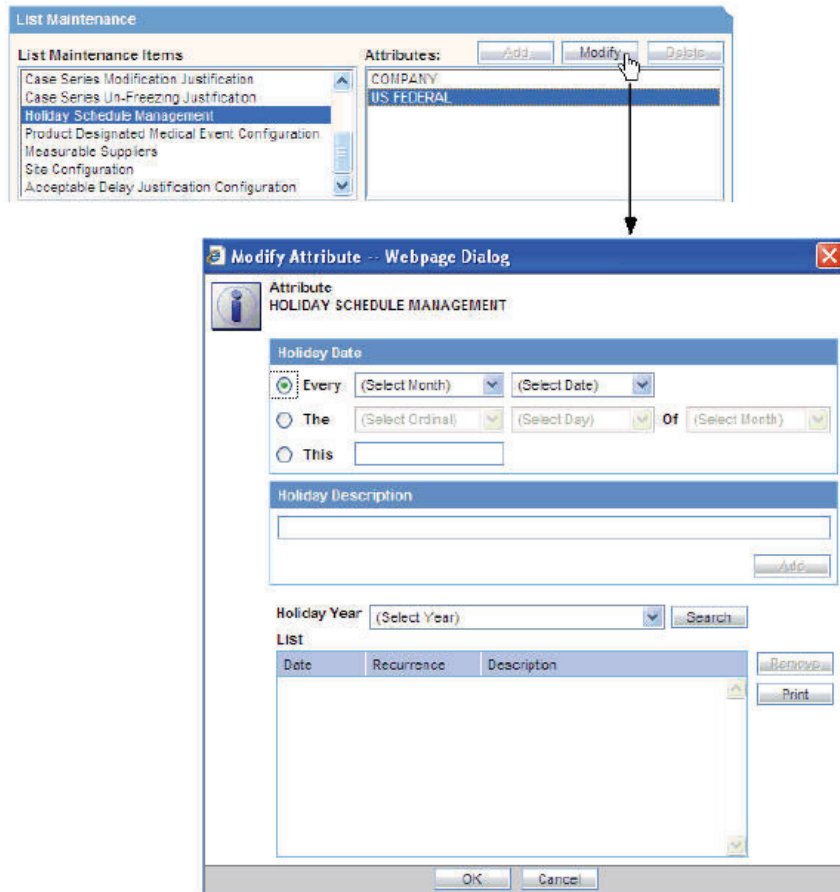 List Maintenance
List Maintenance Items
Attributes:
Add
Modify
Delete
Case Series Modification Justification
Case Series Un-Freezing Justification
Holiday Schedule Management
Product Designated Medical Event Configuration
Measurable Suppliers
Site Configuration
Acceptable Delay Justification Configuration
COMPANY
US FEDERAL
Modify Attribute -- Webpage Dialog
Attribute
HOLIDAY SCHEDULE MANAGEMENT
Holiday Date
Every (Select Month) (Select Date)
The (Select Ordinal) (Select Day) Of (Select Month)
This
Holiday Description
Add
Holiday Year (Select Year) Search
List
Date Recurrence Description
Remove
Print
OK Cancel